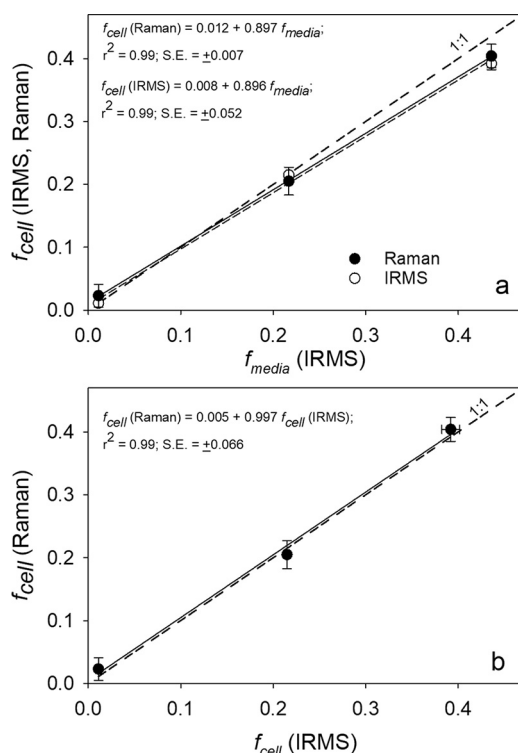 f_cell (Raman) = 0.012 + 0.897 f_media;
r² = 0.99; S.E. = ±0.007
f_cell (IRMS) = 0.008 + 0.896 f_media;
r² = 0.99; S.E. = ±0.052
1:1
f_cell (IRMS, Raman)
0.4
0.3
0.2
0.1
0.0
Raman
IRMS
a
0.0 0.1 0.2 0.3 0.4
f_media (IRMS)
f_cell (Raman) = 0.005 + 0.997 f_cell (IRMS);
r² = 0.99; S.E. = ±0.066
1:1
f_cell (Raman)
0.4
0.3
0.2
0.1
0.0
b
0.0 0.1 0.2 0.3 0.4
f_cell (IRMS)